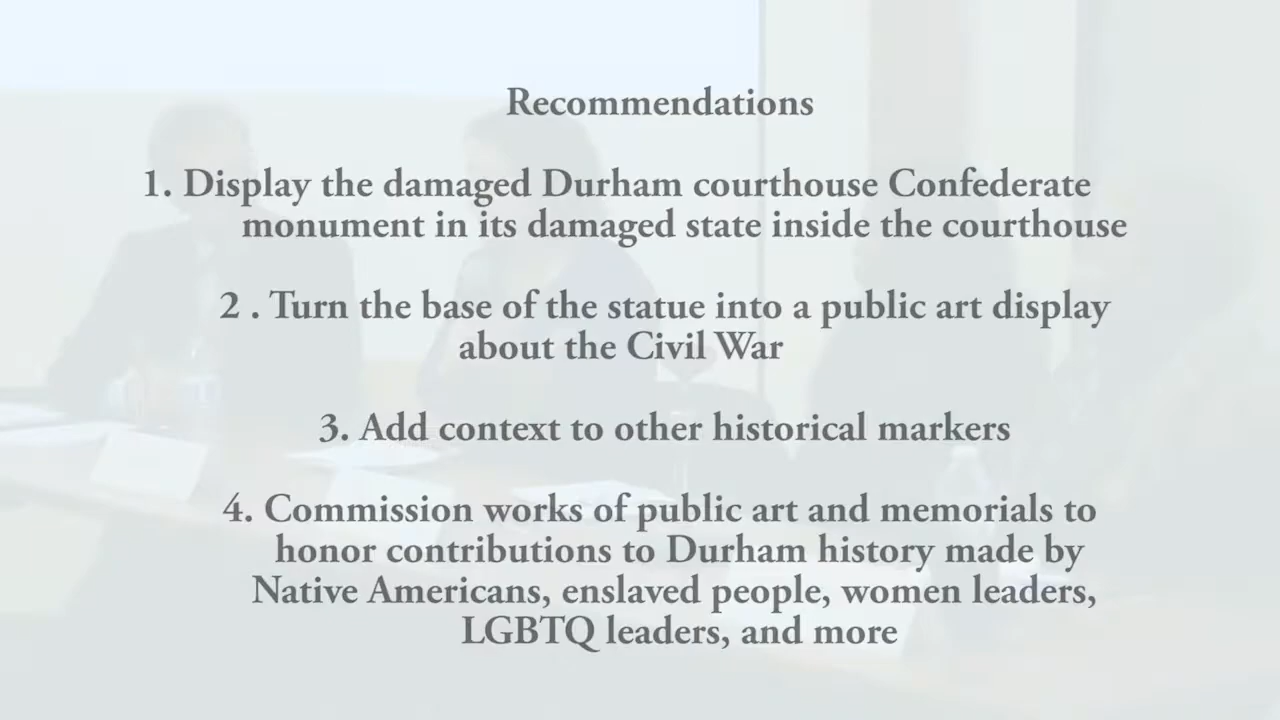 Recommendations
1. Display the damaged Durham courthouse Confederate
monument in its damaged state inside the courthouse
2 . Turn the base of the statue into a public art display
about the Civil War
3. Add context to other historical markers
4. Commission works of public art and memorials to
honor contributions to Durham history made by
Native Americans, enslaved people, women leaders,
LGBTQ leaders, and more